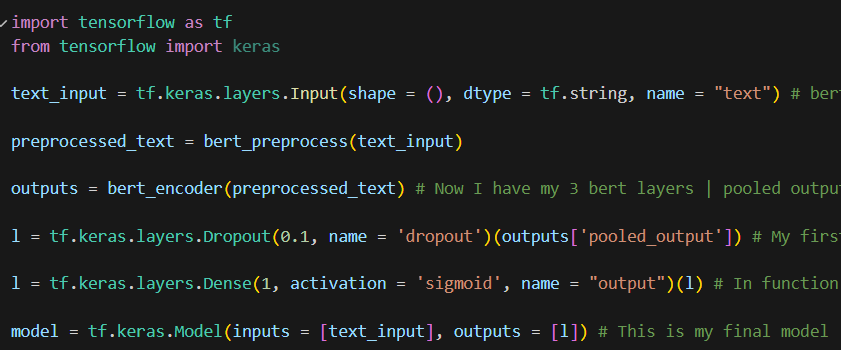 import tensorflow as tf
from tensorflow import keras
text_input = tf.keras.layers.Input(shape = (), dtype = tf.string, name = "text") # ber
preprocessed_text = bert_preprocess(text_input)
outputs = bert_encoder(preprocessed_text) # Now I have my 3 bert layers | pooled outpu
l = tf.keras.layers.Dropout(0.1, name = 'dropout')(outputs['pooled_output']) # My firs
l = tf.keras.layers.Dense(1, activation = 'sigmoid', name = "output")(l) # In function
model = tf.keras.Model(inputs = [text_input], outputs = [l]) # This is my final model